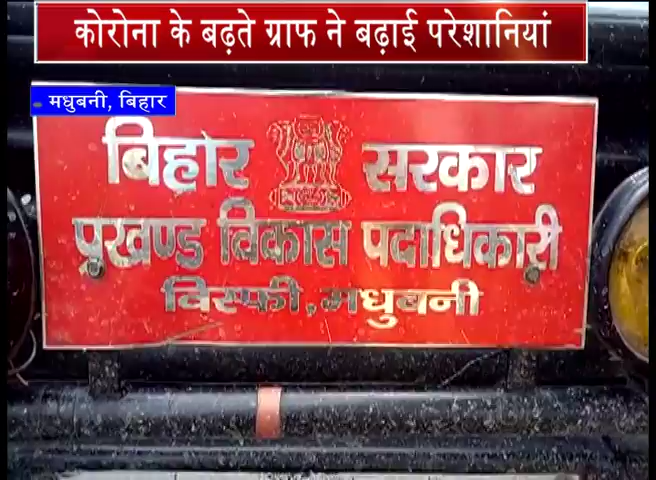 कोरोना के बढ़ते ग्राफ ने बढ़ाई परेशानियां
मधुबनी, बिहार
बिहार सरकार
प्रखण्ड विकास पदाधिकारी
बिस्फी, मधुबनी